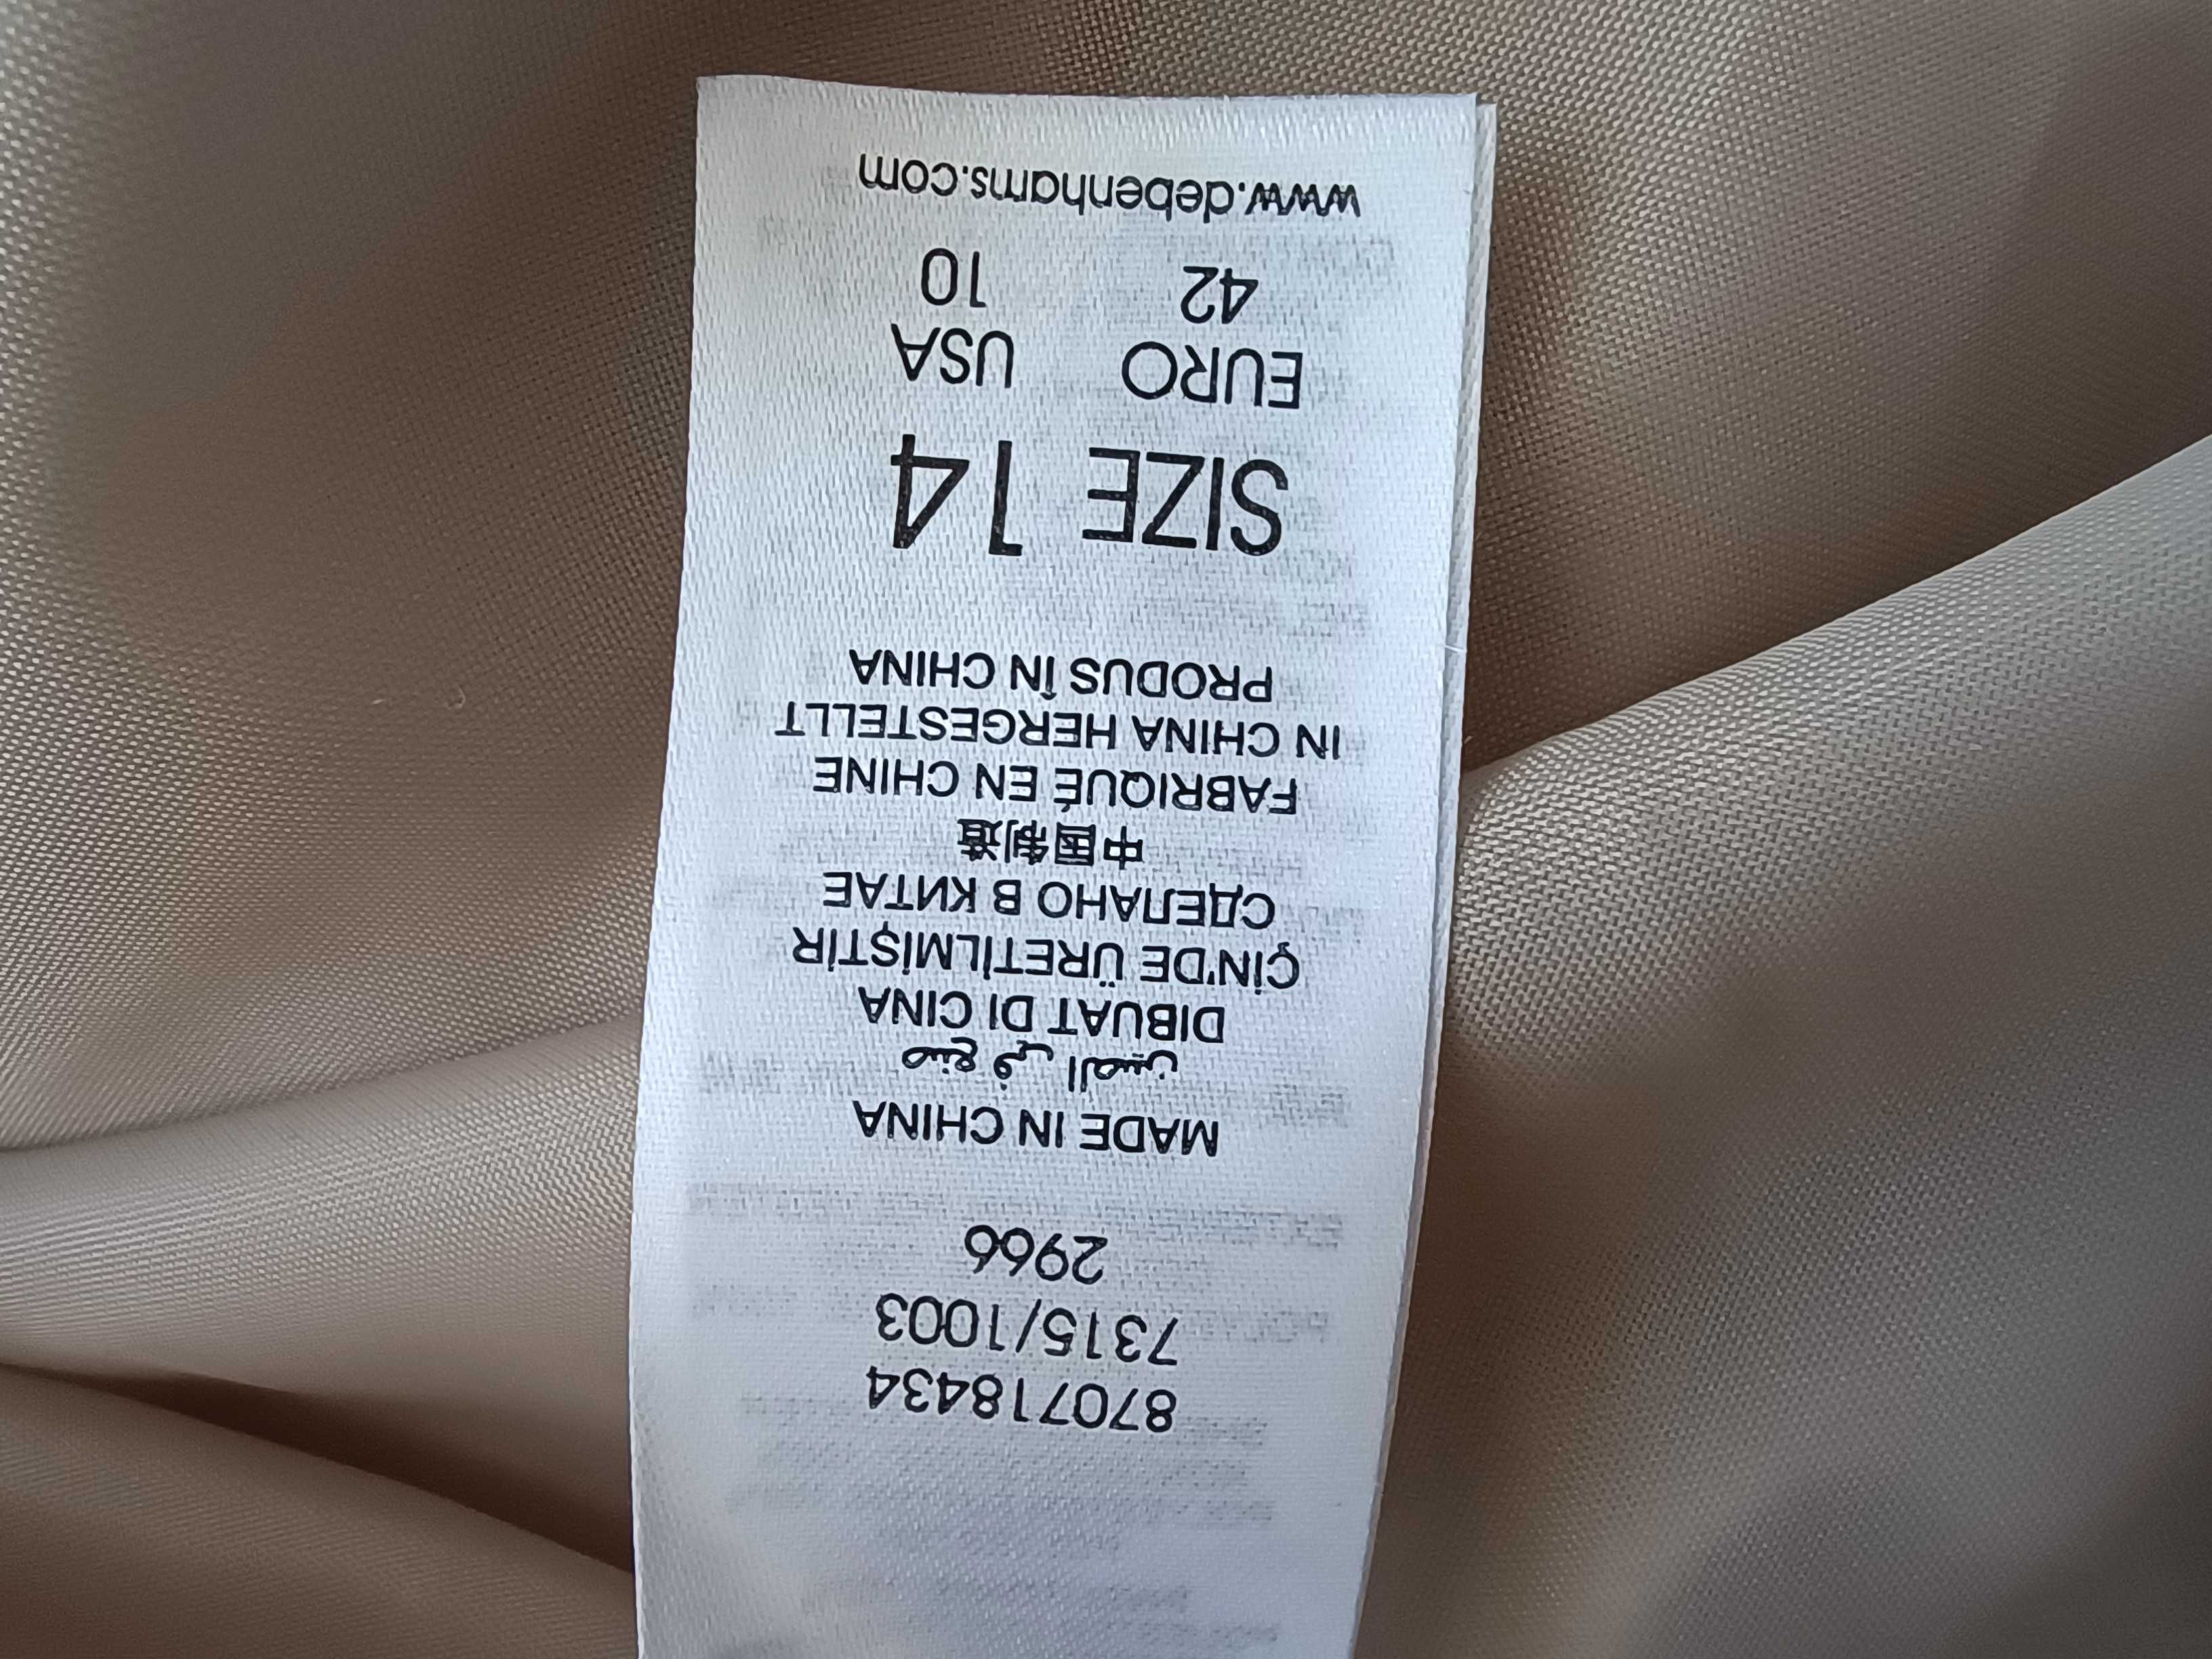 870718434
7315/1003
2966
MADE IN CHINA
صنع في الصين
DIBUAT DI CINA
ÇİN'DE ÜRETİLMİŞTİR
СДЕЛАНО В КИТАЕ
中国制造
FABRIQUÉ EN CHINE
IN CHINA HERGESTELLT
PRODUS ÎN CHINA
SIZE 14
EURO USA
42 10
www.debenhams.com